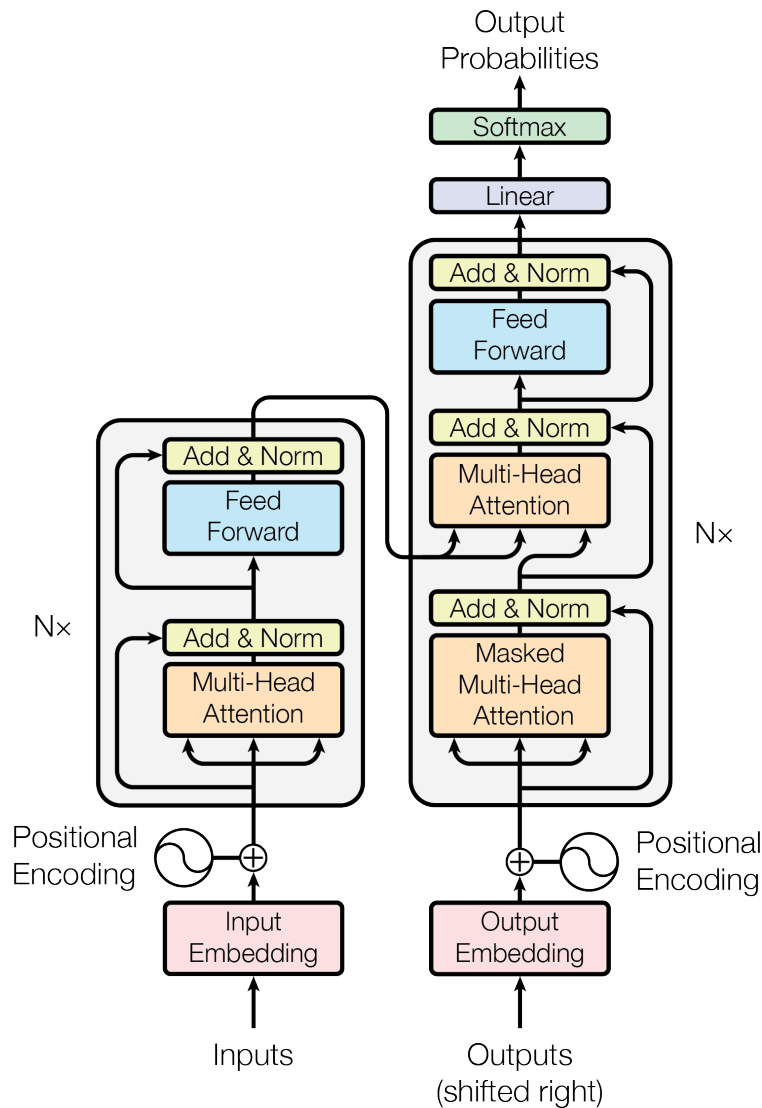 Output
Probabilities
Softmax
Linear
Add & Norm
Feed
Forward
Add & Norm
Multi-Head
Attention
N×
Add & Norm
Masked
Multi-Head
Attention
Add & Norm
Feed
Forward
N×
Add & Norm
Multi-Head
Attention
Positional
Encoding
Positional
Encoding
Input
Embedding
Output
Embedding
Inputs
Outputs
(shifted right)